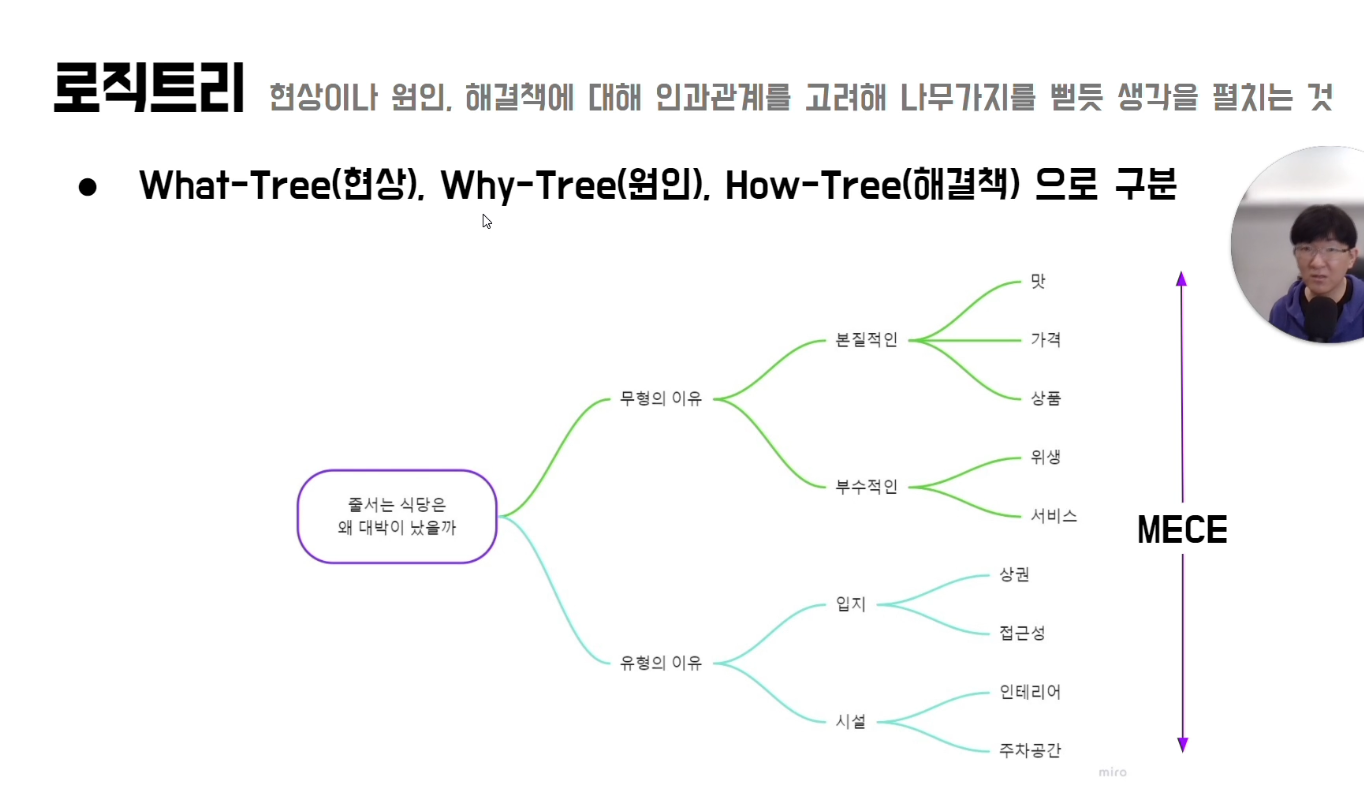 로직트리 현상이나 원인, 해결책에 대해 인과관계를 고려해 나무가지를 뻗듯 생각을 펼치는 것
● What-Tree(현상), Why-Tree(원인), How-Tree(해결책) 으로 구분
줄서는 식당은
왜 대박이 났을까
무형의 이유
본질적인
맛
가격
상품
부수적인
위생
서비스
유형의 이유
입지
상권
접근성
시설
인테리어
주차공간
MECE
miro